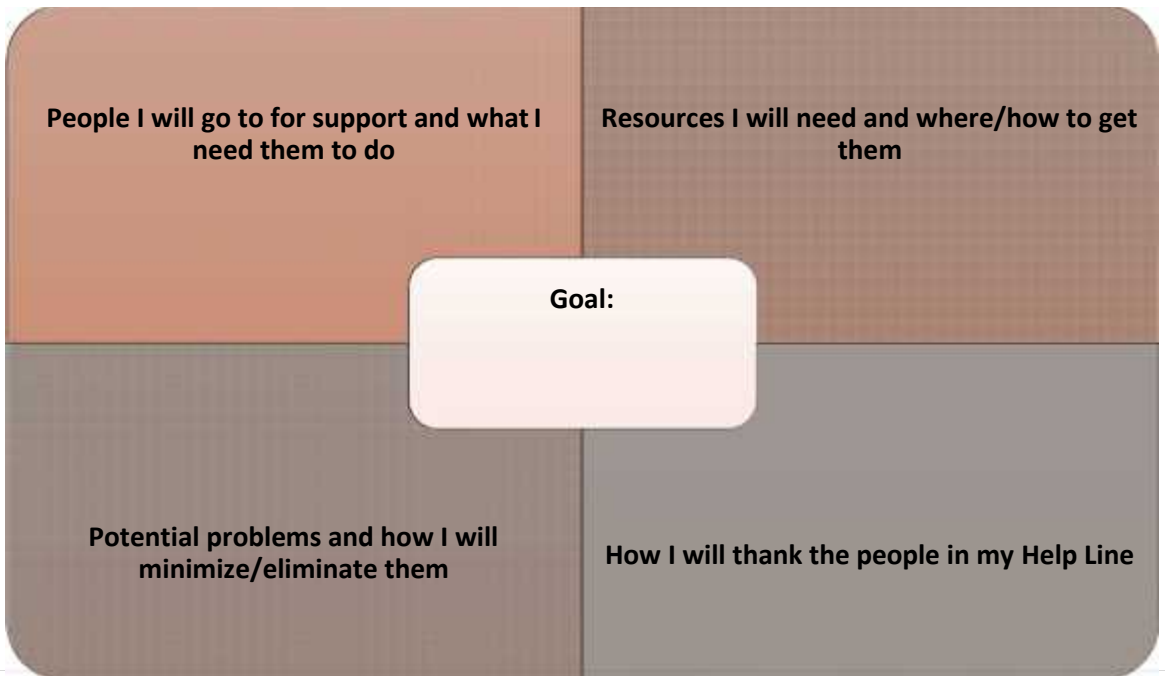 People I will go to for support and what I
need them to do
Resources I will need and where/how to get
them
Goal:
Potential problems and how I will
minimize/eliminate them
How I will thank the people in my Help Line